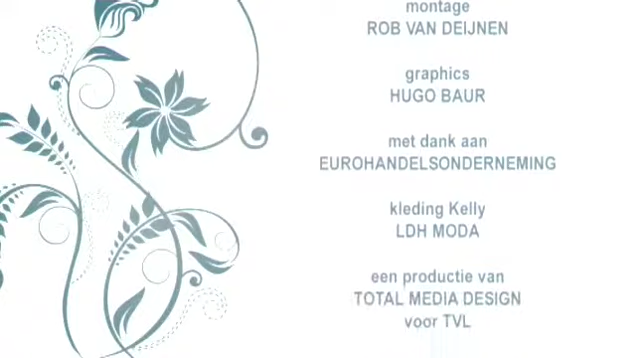 montage
ROB VAN DEIJNEN
graphics
HUGO BAUR
met dank aan
EUROHANDELSONDERNEMING
kleding Kelly
LDH MODA
een productie van
TOTAL MEDIA DESIGN
voor TVL